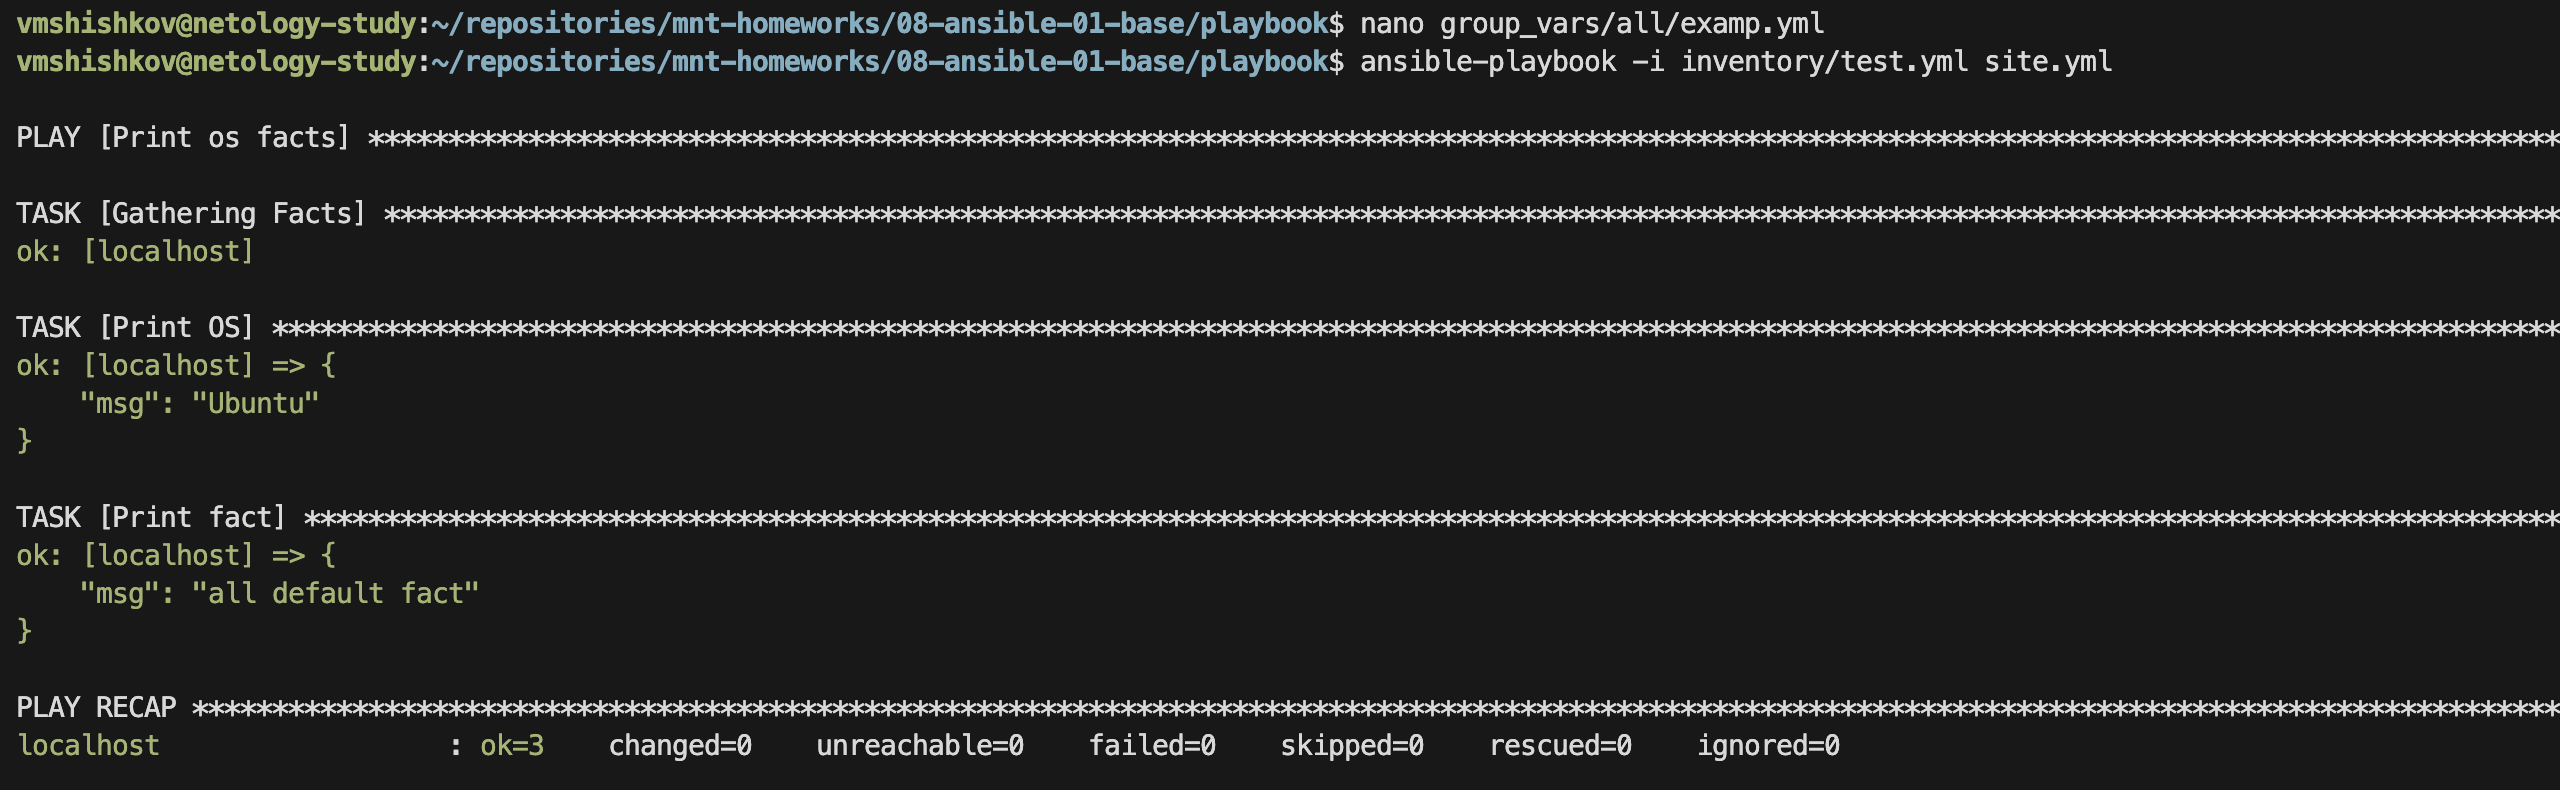 vmshishkov@netology-study:~/repositories/mnt-homeworks/08-ansible-01-base/playbook$ nano group_vars/all/examp.yml
vmshishkov@netology-study:~/repositories/mnt-homeworks/08-ansible-01-base/playbook$ ansible-playbook -i inventory/test.yml site.yml
PLAY [Print os facts] *****************************************************************************************************************************************
TASK [Gathering Facts] ****************************************************************************************************************************************
ok: [localhost]
TASK [Print OS] ***********************************************************************************************************************************************
ok: [localhost] => {
    "msg": "Ubuntu"
}
TASK [Print fact] *********************************************************************************************************************************************
ok: [localhost] => {
    "msg": "all default fact"
}
PLAY RECAP ****************************************************************************************************************************************************
localhost                  : ok=3    changed=0    unreachable=0    failed=0    skipped=0    rescued=0    ignored=0